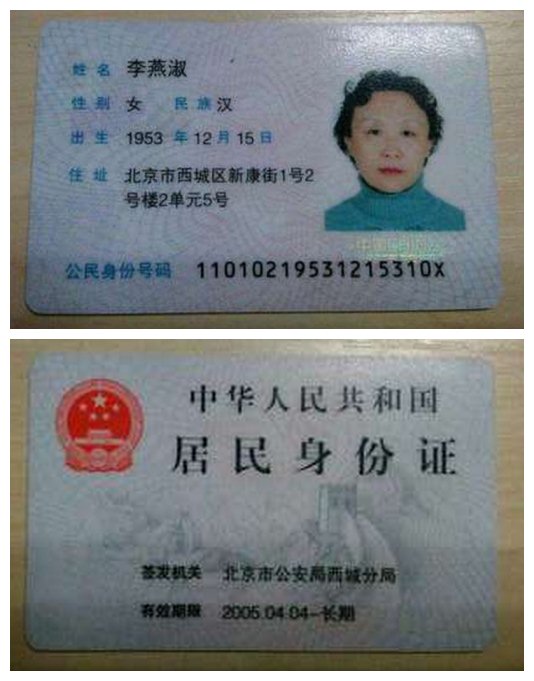 姓名 李燕淑
性别 女 民族 汉
出生 1953 年 12 月 15 日
住址 北京市西城区新康街1号2
号楼2单元5号
公民身份号码 11010219531215310X
中华人民共和国
居民身份证
签发机关 北京市公安局西城分局
有效期限 2005.04.04-长期